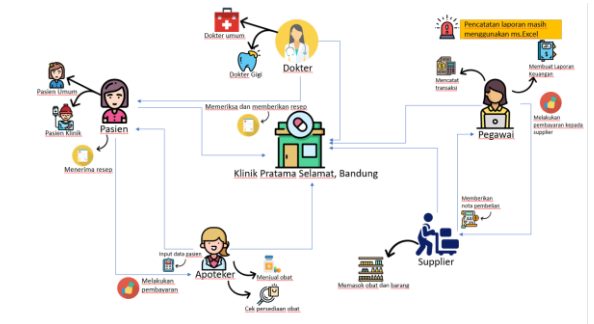 Pencatatan laporan masih
menggunakan ms.Excel
Dokter umum
Dokter Gigi
Dokter
Mencatat
transaksi
Membuat Laporan
Keuangan
Pasien Umum
Pasien Klinik
Pasien
Memeriksa dan memberikan resep
Menerima resep
Klinik Pratama Selamat, Bandung
Pegawai
Melakukan
pembayaran kepada
supplier
Memberikan
nota pembelian
Input data pasien
Apoteker
Menjual obat
Cek persediaan obat
Melakukan
pembayaran
Supplier
Memasok obat dan barang